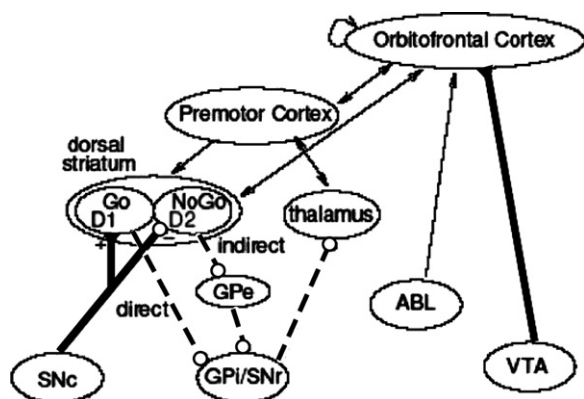 Orbitofrontal Cortex
Premotor Cortex
dorsal
striatum
Go
D1
NoGo
D2
+
–
thalamus
indirect
GPe
direct
ABL
SNc
GPi/SNr
VTA